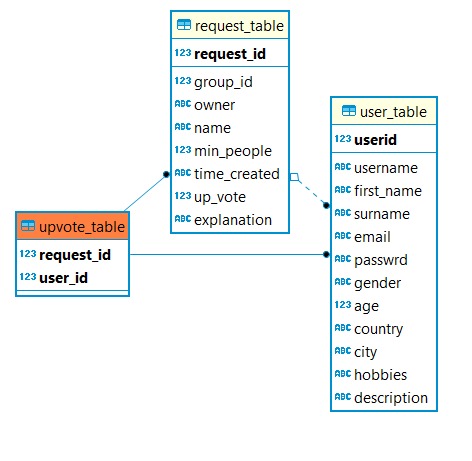 request_table
123 request_id
123 group_id
ABC owner
ABC name
123 min_people
ABC time_created
123 up_vote
ABC explanation
user_table
123 userid
ABC username
ABC first_name
ABC surname
ABC email
ABC passwrd
ABC gender
123 age
ABC country
ABC city
ABC hobbies
ABC description
upvote_table
123 request_id
123 user_id